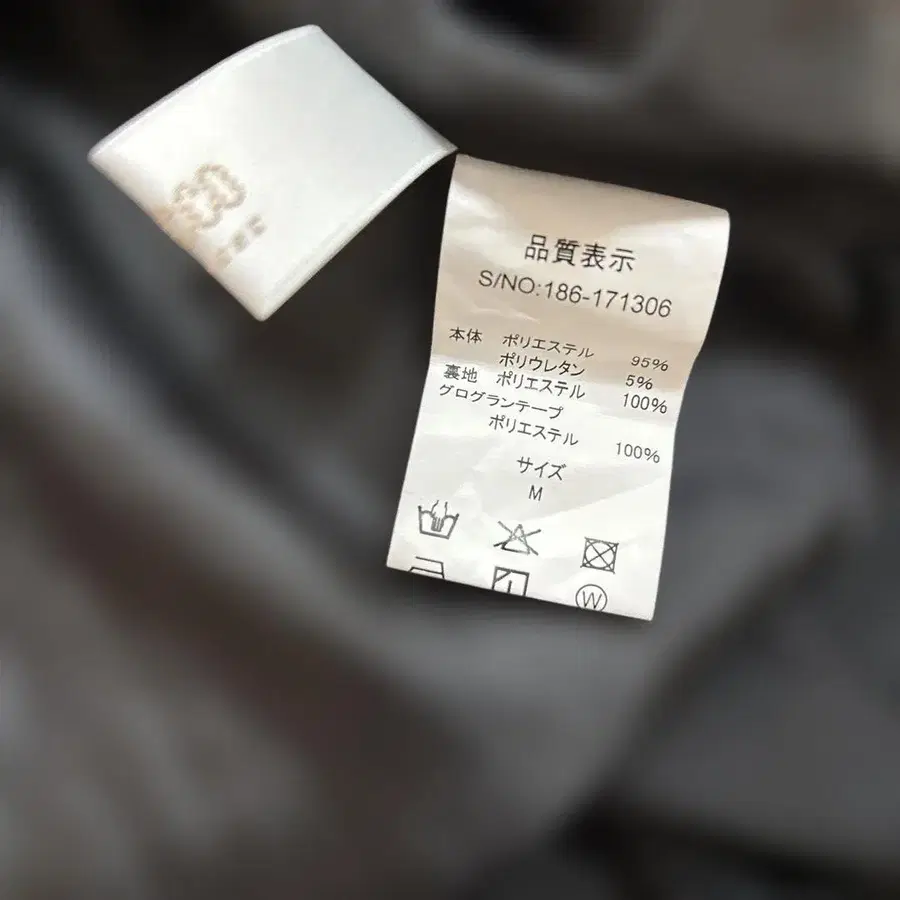 品質表示
S/NO:186-171306
本体 ポリエステル 95%
ポリウレタン 5%
裏地 ポリエステル 100%
グログランテープ
ポリエステル 100%
サイズ
M
W